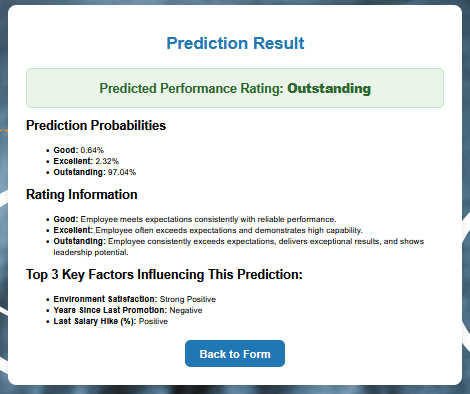 Prediction Result
Predicted Performance Rating: Outstanding
Prediction Probabilities
• Good: 0.64%
• Excellent: 2.32%
• Outstanding: 97.04%
Rating Information
• Good: Employee meets expectations consistently with reliable performance.
• Excellent: Employee often exceeds expectations and demonstrates high capability.
• Outstanding: Employee consistently exceeds expectations, delivers exceptional results, and shows
leadership potential.
Top 3 Key Factors Influencing This Prediction:
• Environment Satisfaction: Strong Positive
• Years Since Last Promotion: Negative
• Last Salary Hike (%): Positive
Back to Form